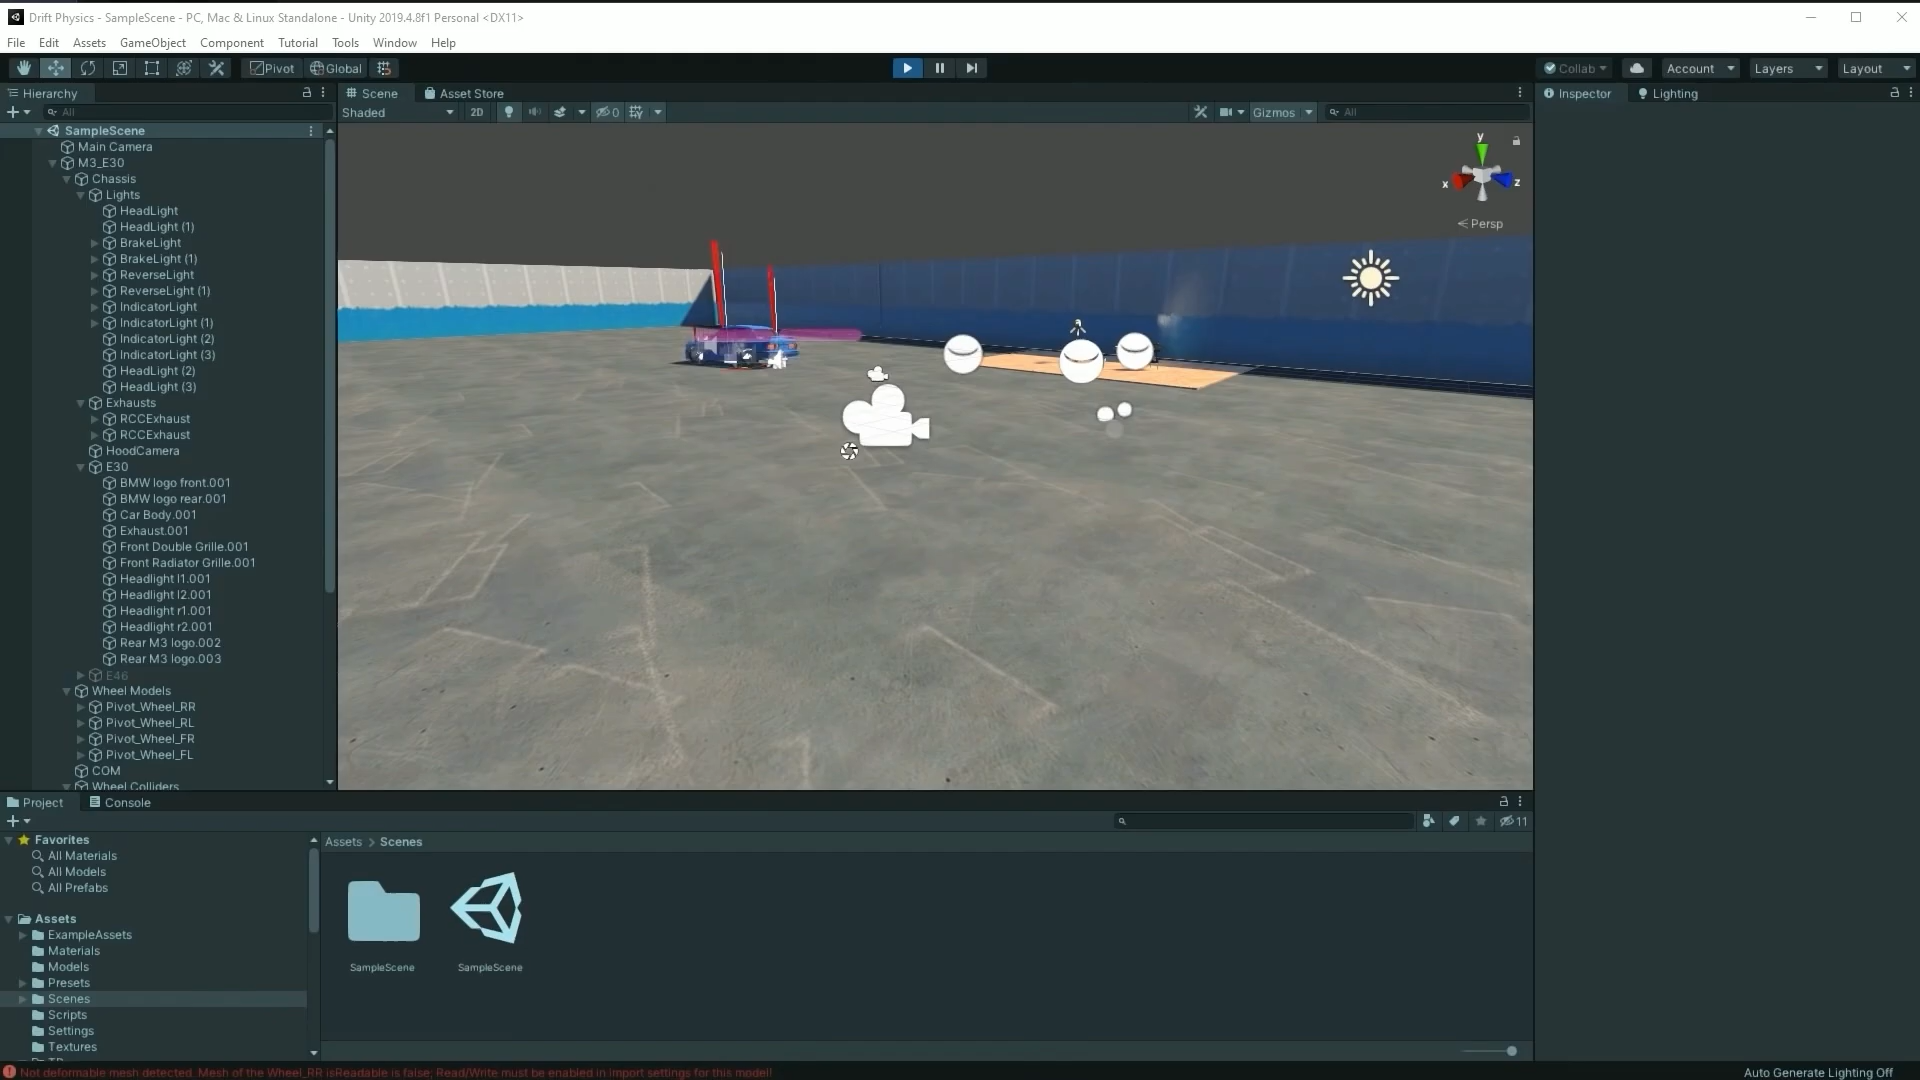 Drift Physics - SampleScene - PC, Mac & Linux Standalone - Unity 2019.4.8f1 Personal <DX11>
File Edit Assets GameObject Component Tutorial Tools Window Help
Pivot Global Collab Account Layers Layout
Hierarchy
All
SampleScene
Main Camera
M3_E30
Chassis
Lights
HeadLight
HeadLight (1)
BrakeLight
BrakeLight (1)
ReverseLight
ReverseLight (1)
IndicatorLight
IndicatorLight (1)
IndicatorLight (2)
IndicatorLight (3)
HeadLight (2)
HeadLight (3)
Exhausts
RCCExhaust
RCCExhaust
HoodCamera
E30
BMW logo front.001
BMW logo rear.001
Car Body.001
Exhaust.001
Front Double Grille.001
Front Radiator Grille.001
Headlight l1.001
Headlight l2.001
Headlight r1.001
Headlight r2.001
Rear M3 logo.002
Rear M3 logo.003
E46
Wheel Models
Pivot_Wheel_RR
Pivot_Wheel_RL
Pivot_Wheel_FR
Pivot_Wheel_FL
COM
Wheel Colliders
Scene Asset Store
Shaded 2D 0 Gizmos All
y
x z
Persp
Inspector Lighting
Project Console
11
Favorites
All Materials
All Models
All Prefabs
Assets
ExampleAssets
Materials
Models
Presets
Scenes
Scripts
Settings
Textures
Assets > Scenes
SampleScene SampleScene
Not deformable mesh detected. Mesh of the Wheel_RR isReadable is false; Read/Write must be enabled in import settings for this model!
Auto Generate Lighting Off